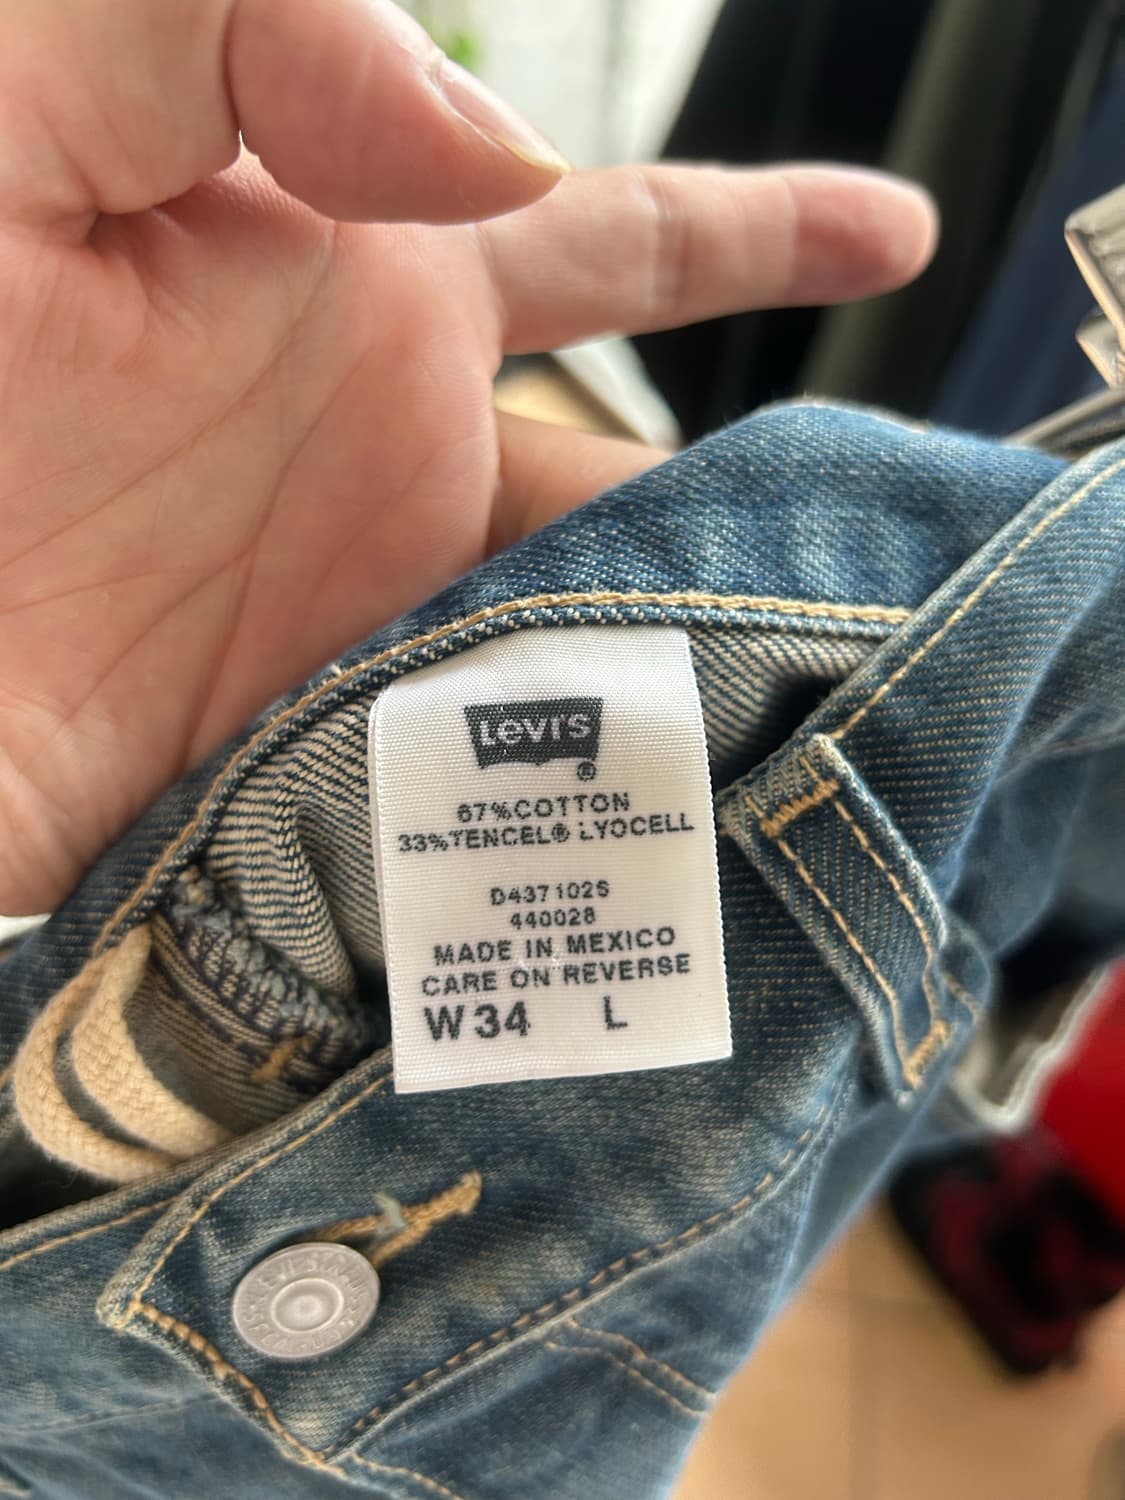 Levi's
®
67%COTTON
33%TENCEL® LYOCELL
D437102S
440028
MADE IN MEXICO
CARE ON REVERSE
W34 L